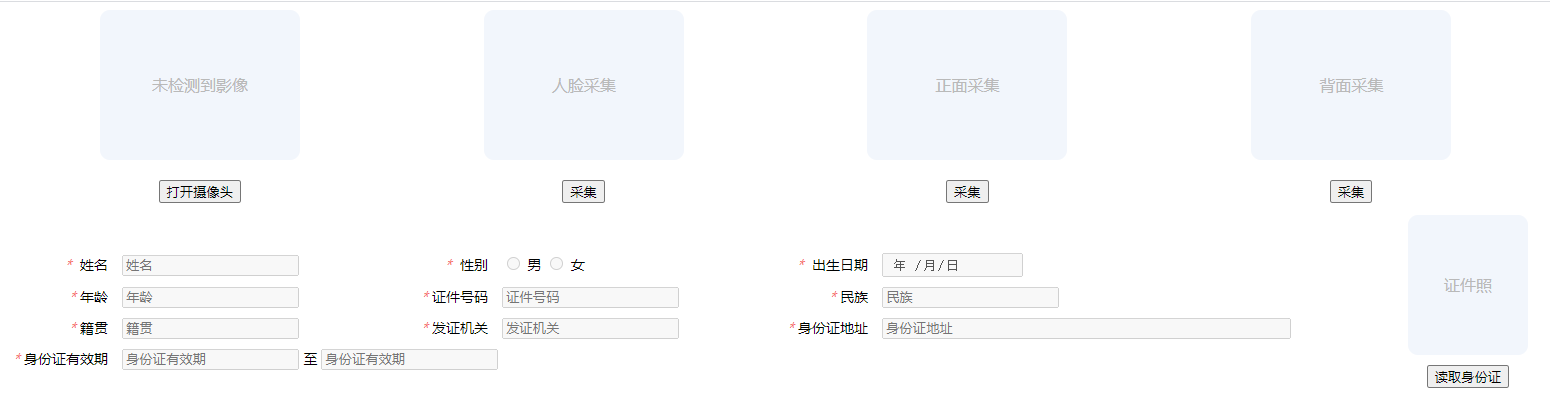 未检测到影像 人脸采集 正面采集 背面采集
打开摄像头 采集 采集 采集
* 姓名 姓名 * 性别 男 女 * 出生日期 年 /月/日
* 年龄 年龄 * 证件号码 证件号码 * 民族 民族
证件照
* 籍贯 籍贯 * 发证机关 发证机关 * 身份证地址 身份证地址
* 身份证有效期 身份证有效期 至 身份证有效期
读取身份证